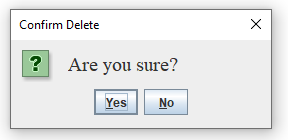 Confirm Delete
?
Are you sure?
Yes No